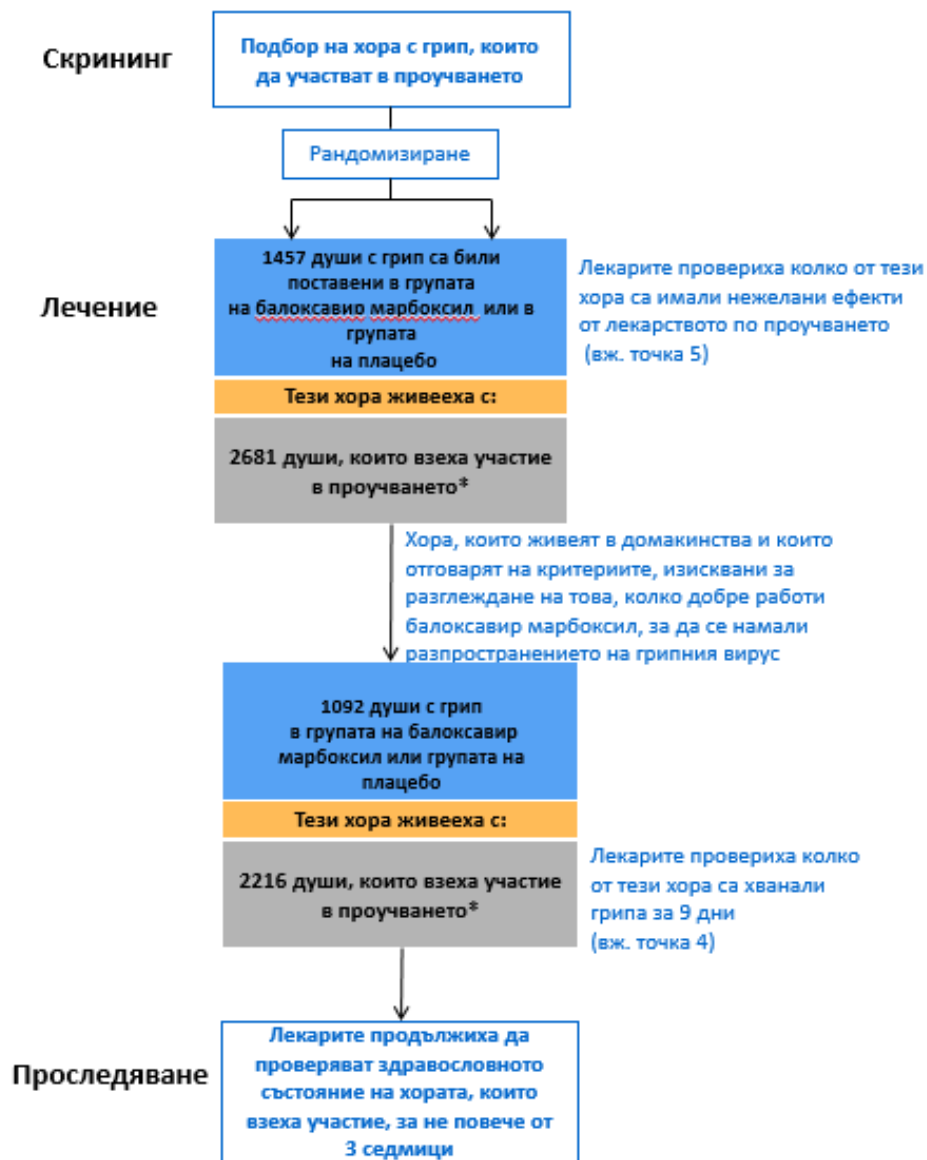 Скрининг
Подбор на хора с грип, които
да участват в проучването
Рандомизиране
Лечение
1457 души с грип са били
поставени в групата
на балоксавир марбоксил или в
групата
на плацебо
Лекарите провериха колко от тези
хора са имали нежелани ефекти
от лекарството по проучването
(вж. точка 5)
Тези хора живееха с:
2681 души, които взеха участие
в проучването*
Хора, които живеят в домакинства и които
отговарят на критериите, изисквани за
разглеждане на това, колко добре работи
балоксавир марбоксил, за да се намали
разпространението на грипния вирус
1092 души с грип
в групата на балоксавир
марбоксил или групата на
плацебо
Тези хора живееха с:
2216 души, които взеха участие
в проучването*
Лекарите провериха колко
от тези хора са хванали
грипа за 9 дни
(вж. точка 4)
Проследяване
Лекарите продължиха да
проверяват здравословното
състояние на хората, които
взеха участие, за не повече от
3 седмици